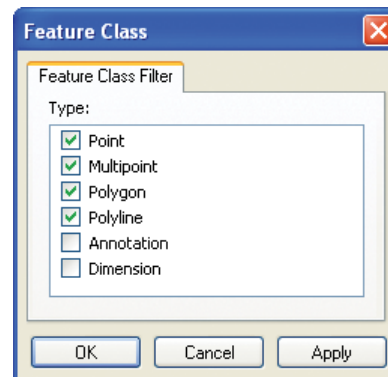 Feature Class
Feature Class Filter
Type:
Point
Multipoint
Polygon
Polyline
Annotation
Dimension
OK Cancel Apply